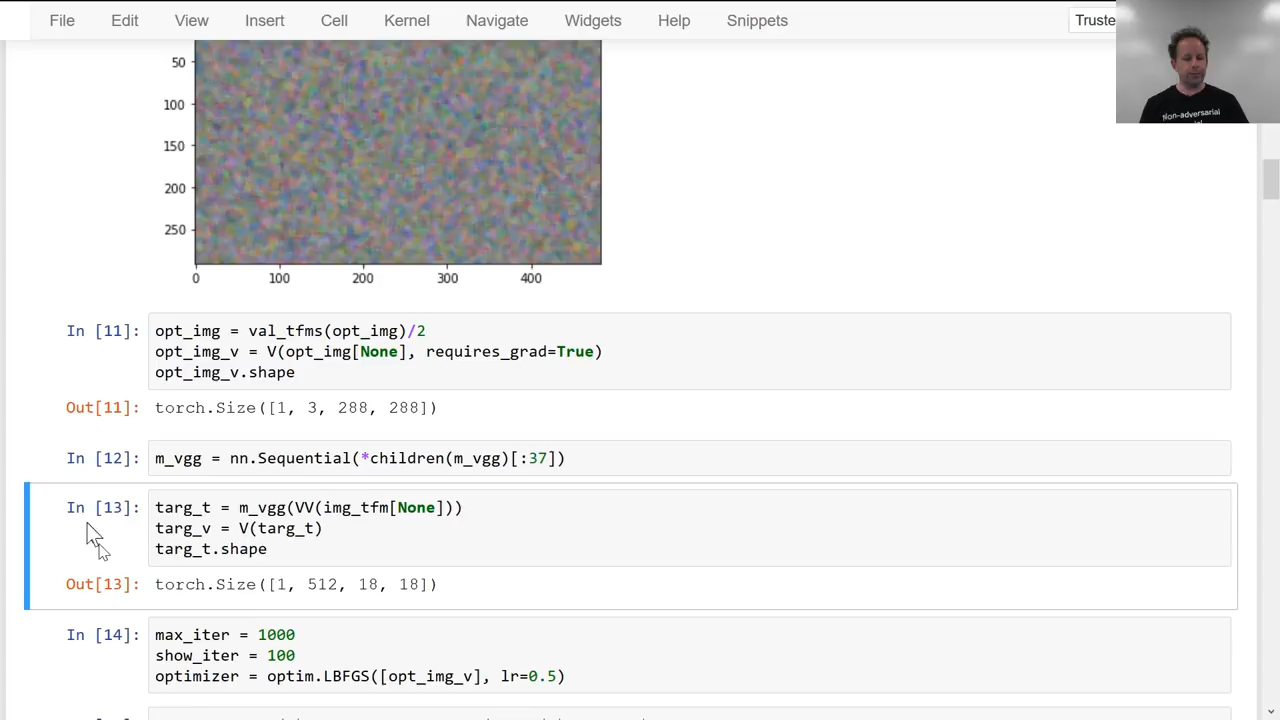 File Edit View Insert Cell Kernel Navigate Widgets Help Snippets Truste
50
100
150
200
250
0 100 200 300 400
In [11]: opt_img = val_tfms(opt_img)/2
opt_img_v = V(opt_img[None], requires_grad=True)
opt_img_v.shape
Out[11]: torch.Size([1, 3, 288, 288])
In [12]: m_vgg = nn.Sequential(*children(m_vgg)[:37])
In [13]: targ_t = m_vgg(VV(img_tfm[None]))
targ_v = V(targ_t)
targ_t.shape
Out[13]: torch.Size([1, 512, 18, 18])
In [14]: max_iter = 1000
show_iter = 100
optimizer = optim.LBFGS([opt_img_v], lr=0.5)
Non-adversarial